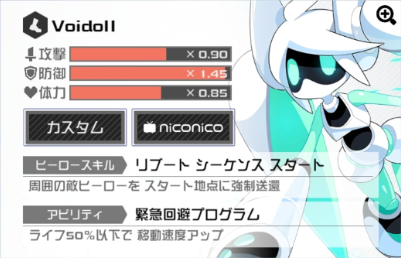 Voidoll
攻撃 × 0.90
防御 × 1.45
体力 × 0.85
カスタム niconico
ヒーロースキル リブート シーケンス スタート
周囲の敵ヒーローを スタート地点に強制送還
アビリティ 緊急回避プログラム
ライフ50%以下で 移動速度アップ